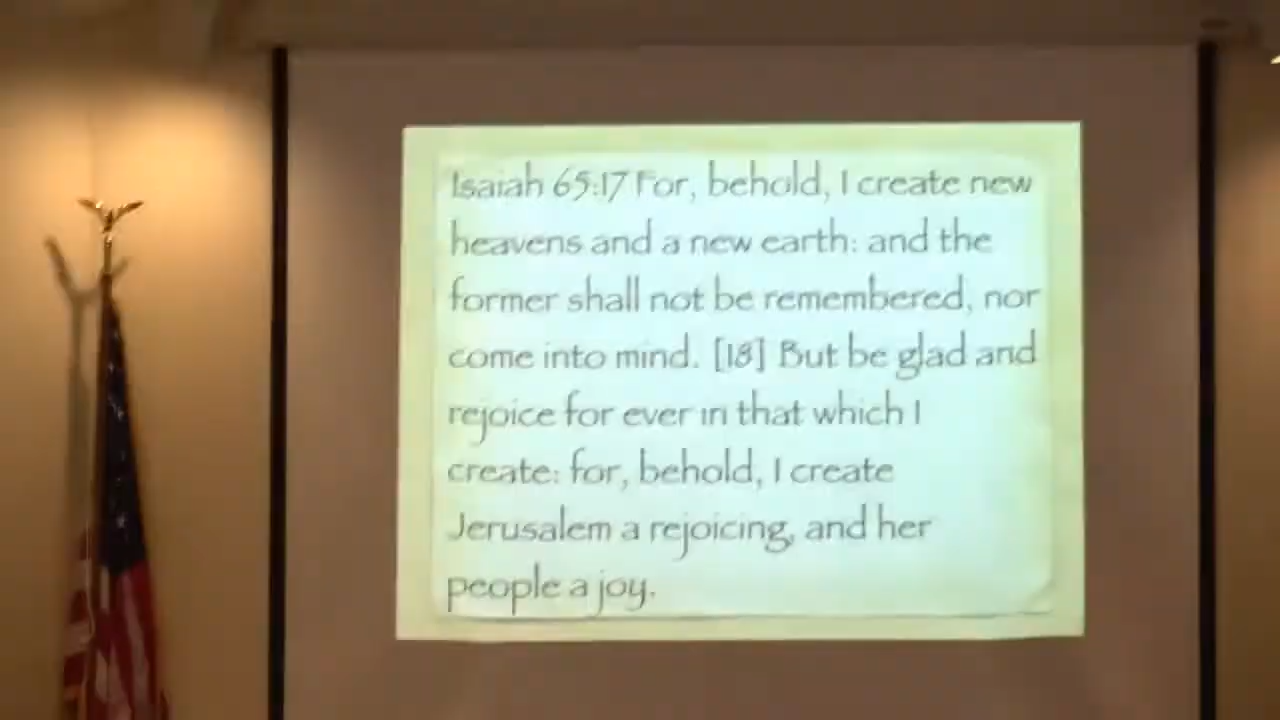 Isaiah 65:17 For, behold, I create new
heavens and a new earth: and the
former shall not be remembered, nor
come into mind. [18] But be glad and
rejoice for ever in that which I
create: for, behold, I create
Jerusalem a rejoicing, and her
people a joy.